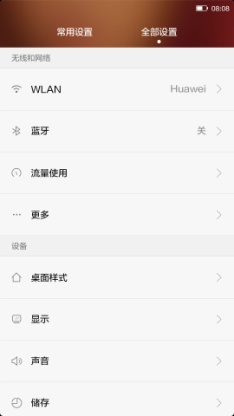 08:08
常用设置 全部设置
无线和网络
WLAN Huawei
蓝牙 关
流量使用
更多
设备
桌面样式
显示
声音
储存